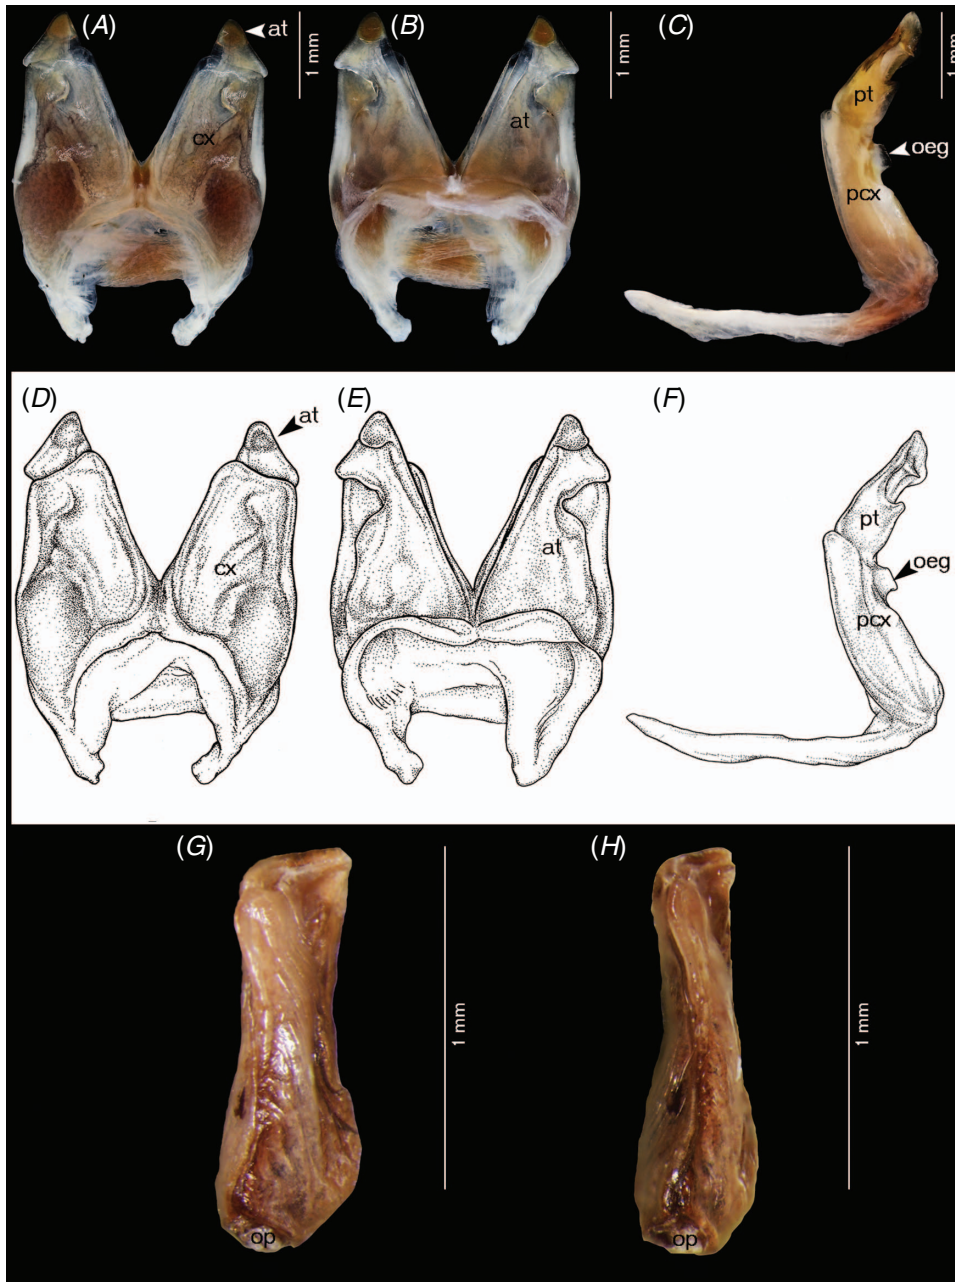 (A)
at
1 mm
cx
(B)
1 mm
at
(C)
1 mm
pt
oeg
pcx
(D)
at
cx
(E)
at
(F)
pt
oeg
pcx
(G)
1 mm
op
(H)
1 mm
op